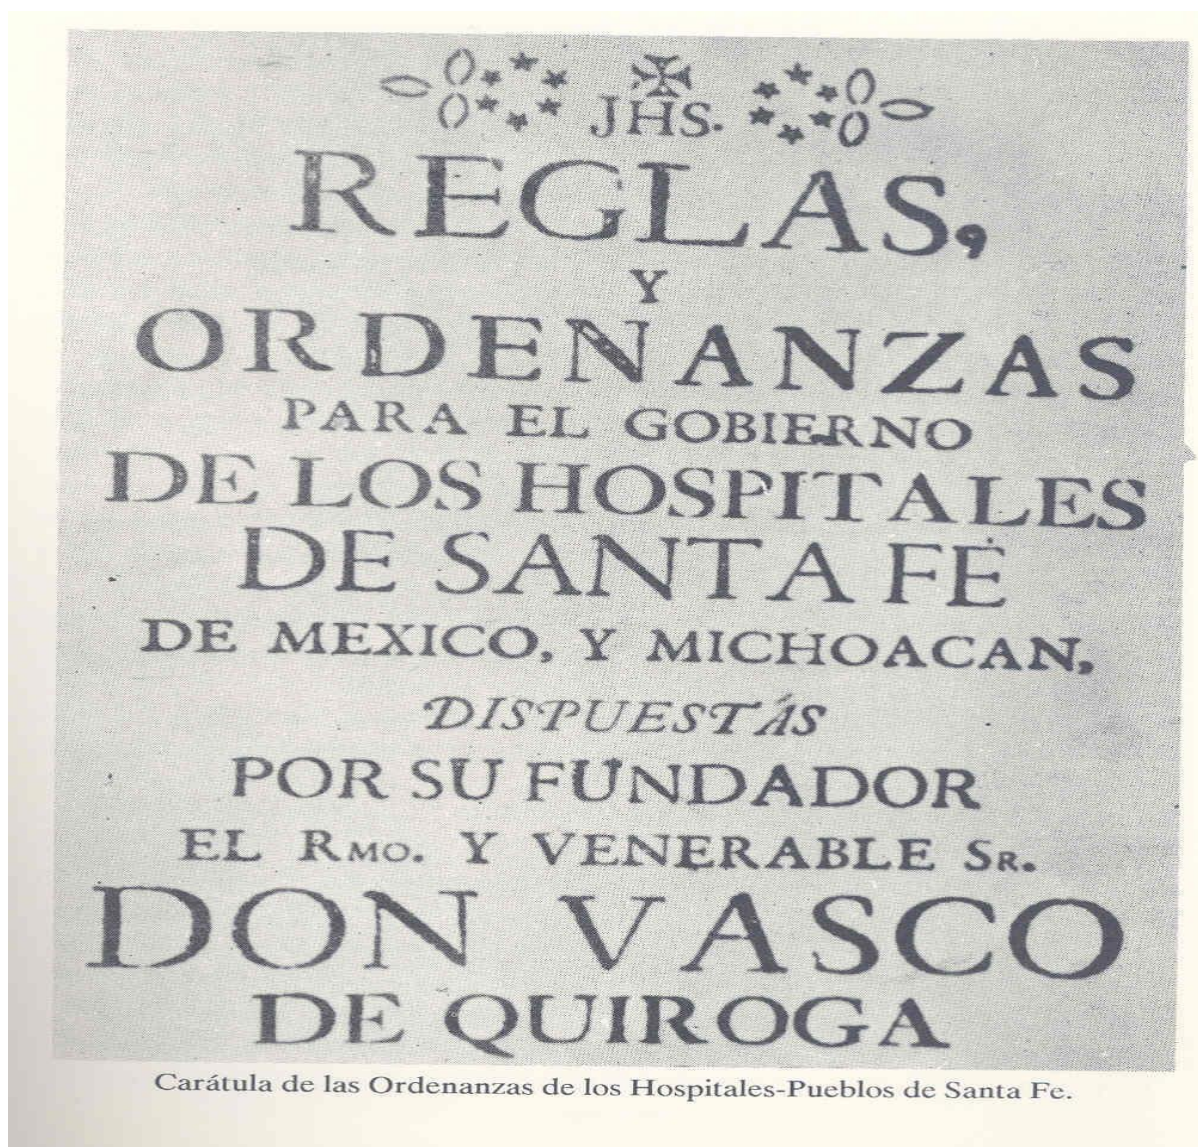 JHS.
REGLAS,
Y
ORDENANZAS
PARA EL GOBIERNO
DE LOS HOSPITALES
DE SANTA FÉ
DE MEXICO, Y MICHOACAN,
DISPUESTÁS
POR SU FUNDADOR
EL RMO. Y VENERABLE SR.
DON VASCO
DE QUIROGA
Carátula de las Ordenanzas de los Hospitales-Pueblos de Santa Fe.